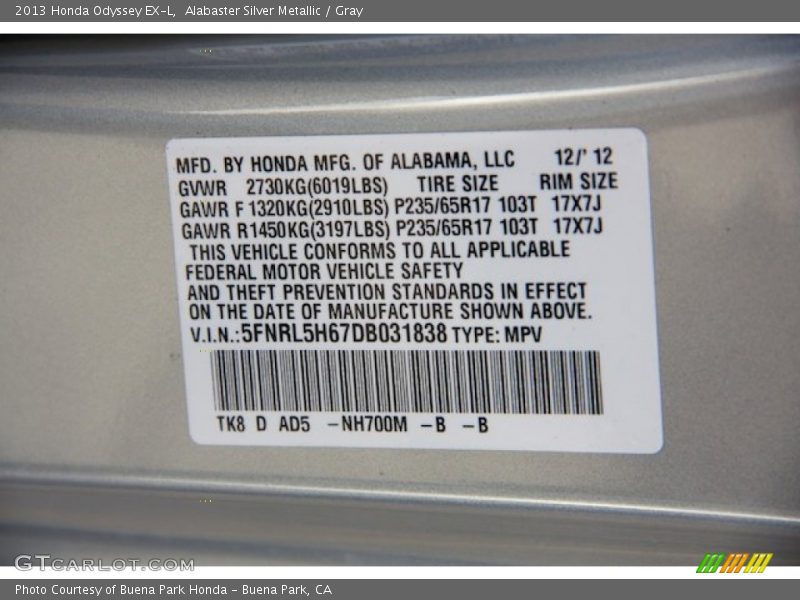 2013 Honda Odyssey EX-L,  Alabaster Silver Metallic / Gray
MFD. BY HONDA MFG. OF ALABAMA, LLC 12/' 12
GVWR 2730KG(6019LBS) TIRE SIZE RIM SIZE
GAWR F 1320KG(2910LBS) P235/65R17 103T 17X7J
GAWR R1450KG(3197LBS) P235/65R17 103T 17X7J
THIS VEHICLE CONFORMS TO ALL APPLICABLE
FEDERAL MOTOR VEHICLE SAFETY
AND THEFT PREVENTION STANDARDS IN EFFECT
ON THE DATE OF MANUFACTURE SHOWN ABOVE.
V.I.N.:5FNRL5H67DB031838 TYPE: MPV
TK8 D AD5 -NH700M -B -B
GTCARLOT.COM
Photo Courtesy of Buena Park Honda - Buena Park, CA